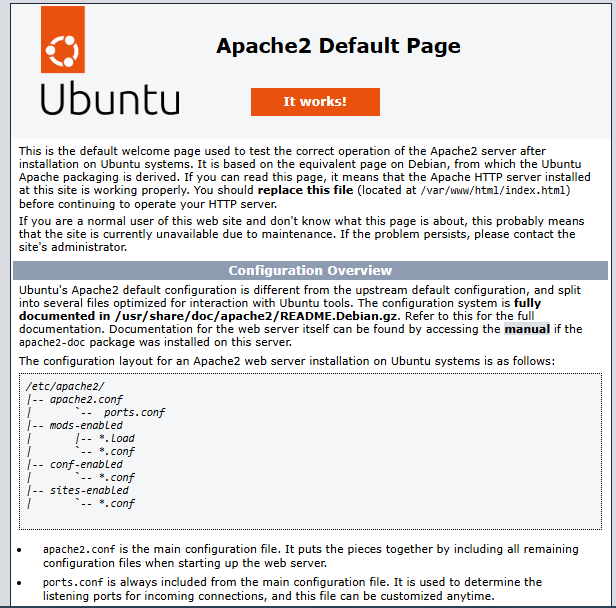 Apache2 Default Page
Ubuntu
It works!
This is the default welcome page used to test the correct operation of the Apache2 server after
installation on Ubuntu systems. It is based on the equivalent page on Debian, from which the Ubuntu
Apache packaging is derived. If you can read this page, it means that the Apache HTTP server installed
at this site is working properly. You should replace this file (located at /var/www/html/index.html)
before continuing to operate your HTTP server.
If you are a normal user of this web site and don't know what this page is about, this probably means
that the site is currently unavailable due to maintenance. If the problem persists, please contact the
site's administrator.
Configuration Overview
Ubuntu's Apache2 default configuration is different from the upstream default configuration, and split
into several files optimized for interaction with Ubuntu tools. The configuration system is fully
documented in /usr/share/doc/apache2/README.Debian.gz. Refer to this for the full
documentation. Documentation for the web server itself can be found by accessing the manual if the
apache2-doc package was installed on this server.
The configuration layout for an Apache2 web server installation on Ubuntu systems is as follows:
/etc/apache2/
|-- apache2.conf
|       `--  ports.conf
|-- mods-enabled
|       |-- *.load
|       `-- *.conf
|-- conf-enabled
|       `-- *.conf
|-- sites-enabled
|       `-- *.conf
• apache2.conf is the main configuration file. It puts the pieces together by including all remaining
configuration files when starting up the web server.
• ports.conf is always included from the main configuration file. It is used to determine the
listening ports for incoming connections, and this file can be customized anytime.